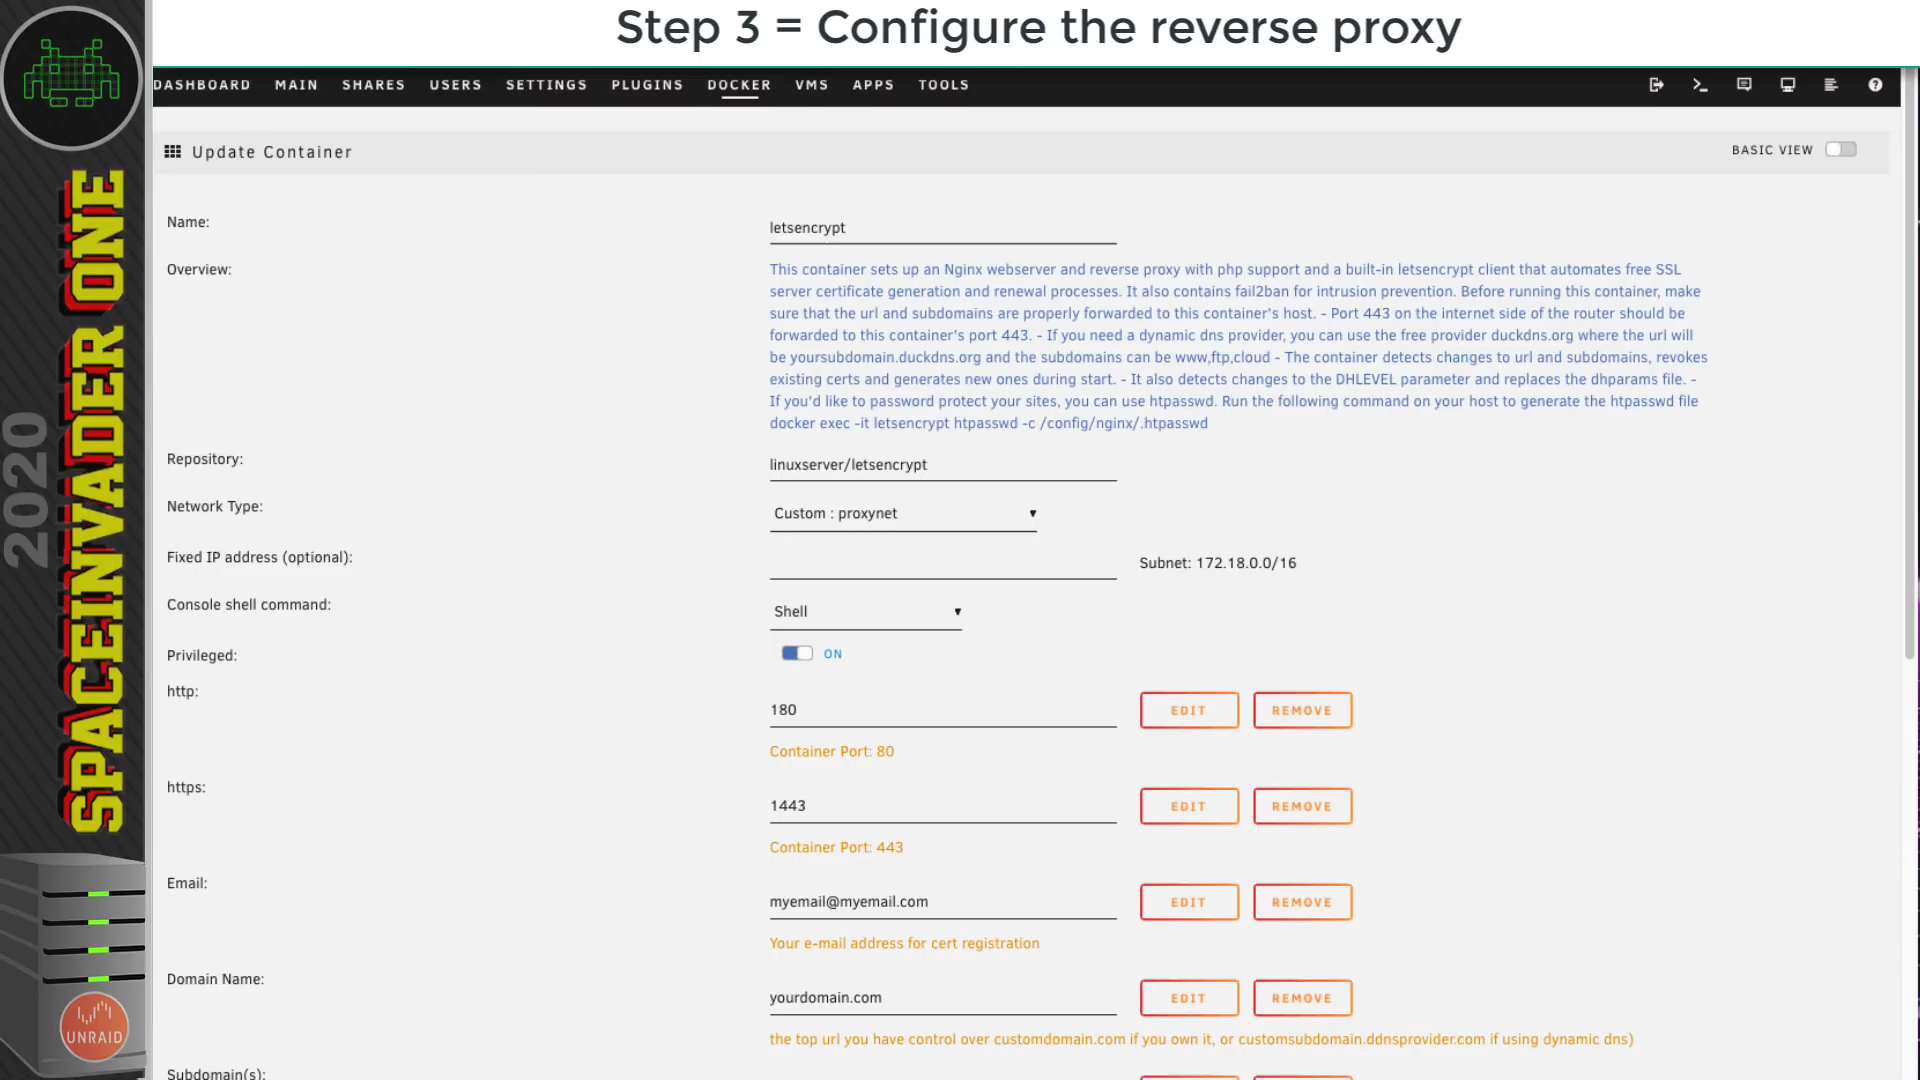 Step 3 = Configure the reverse proxy
DASHBOARD MAIN SHARES USERS SETTINGS PLUGINS DOCKER VMS APPS TOOLS
Update Container
BASIC VIEW
Name:
letsencrypt
Overview:
This container sets up an Nginx webserver and reverse proxy with php support and a built-in letsencrypt client that automates free SSL
server certificate generation and renewal processes. It also contains fail2ban for intrusion prevention. Before running this container, make
sure that the url and subdomains are properly forwarded to this container's host. - Port 443 on the internet side of the router should be
forwarded to this container's port 443. - If you need a dynamic dns provider, you can use the free provider duckdns.org where the url will
be yoursubdomain.duckdns.org and the subdomains can be www,ftp,cloud - The container detects changes to url and subdomains, revokes
existing certs and generates new ones during start. - It also detects changes to the DHLEVEL parameter and replaces the dhparams file. -
If you'd like to password protect your sites, you can use htpasswd. Run the following command on your host to generate the htpasswd file
docker exec -it letsencrypt htpasswd -c /config/nginx/.htpasswd
Repository:
linuxserver/letsencrypt
Network Type:
Custom : proxynet
Fixed IP address (optional):
Subnet: 172.18.0.0/16
Console shell command:
Shell
Privileged:
ON
http:
180
EDIT REMOVE
Container Port: 80
https:
1443
EDIT REMOVE
Container Port: 443
Email:
myemail@myemail.com
EDIT REMOVE
Your e-mail address for cert registration
Domain Name:
yourdomain.com
EDIT REMOVE
the top url you have control over customdomain.com if you own it, or customsubdomain.ddnsprovider.com if using dynamic dns)
Subdomain(s):
2020
SPACEINVADER ONE
UNRAID